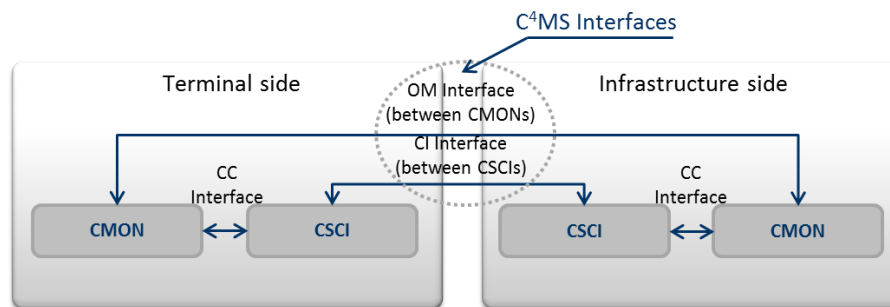 C⁴MS Interfaces
Terminal side
Infrastructure side
OM Interface
(between CMONs)
CI Interface
(between CSCIs)
CC
Interface
CC
Interface
CMON
CSCI
CSCI
CMON